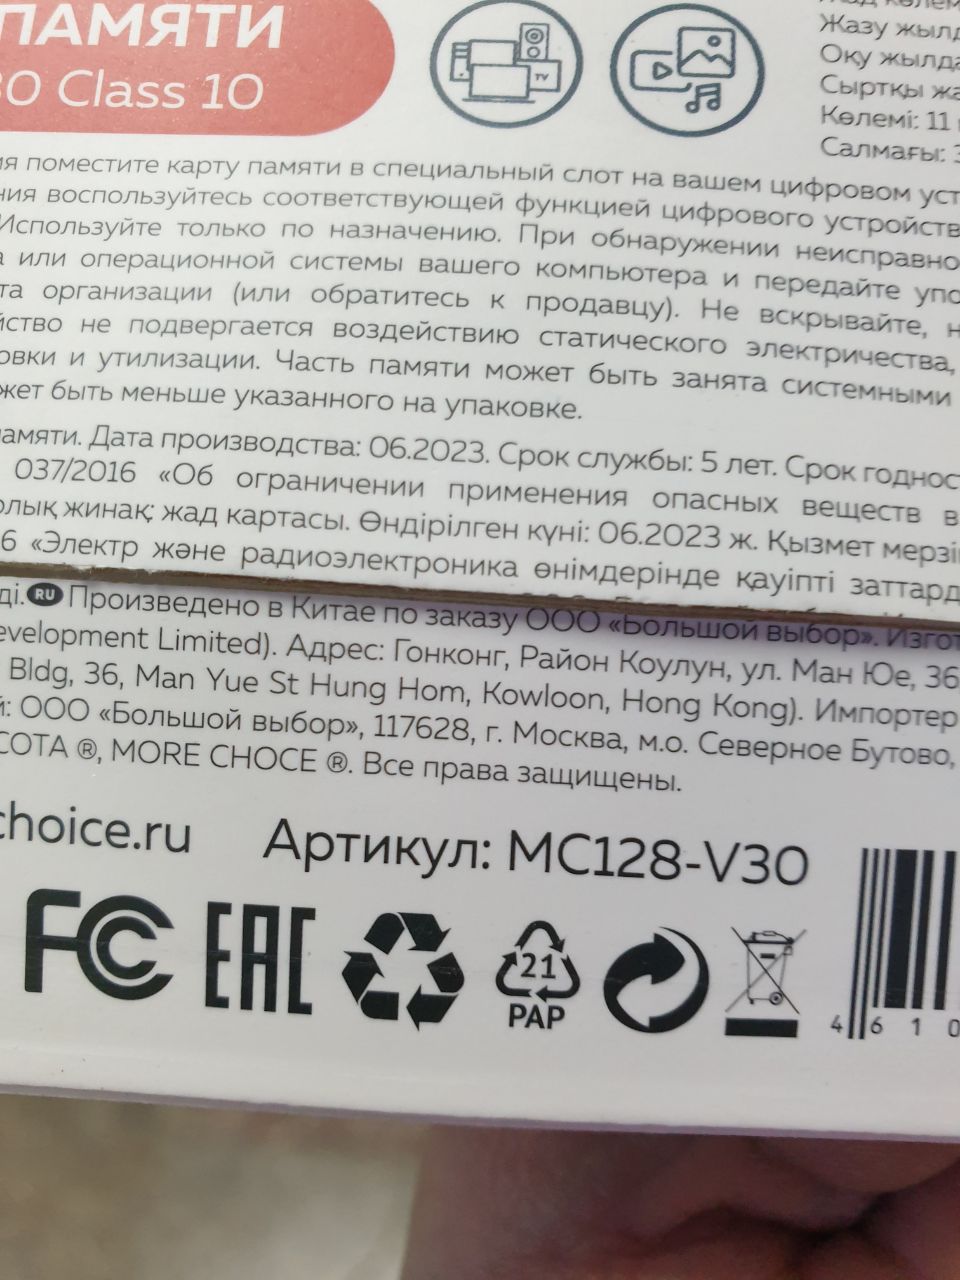 ПАМЯТИ
30 Class 10
TV
Жазу жылд
Оқу жылда
Сыртқы жа
Көлемі: 11
Салмағы: 3
ия поместите карту памяти в специальный слот на вашем цифровом уст
ния воспользуйтесь соответствующей функцией цифрового устройств
Используйте только по назначению. При обнаружении неисправно
а или операционной системы вашего компьютера и передайте упо
та организации (или обратитесь к продавцу). Не вскрывайте, н
йство не подвергается воздействию статического электричества,
овки и утилизации. Часть памяти может быть занята системными
жет быть меньше указанного на упаковке.
памяти. Дата производства: 06.2023. Срок службы: 5 лет. Срок годност
037/2016 «Об ограничении применения опасных веществ в
олық жинақ: жад картасы. Өндірілген күні: 06.2023 ж. Қызмет мерзі
6 «Электр және радиоэлектроника өнімдерінде қауіпті заттард
ді. RU Произведено в Китае по заказу ООО «Большой выбор». Изгот
evelopment Limited). Адрес: Гонконг, Район Коулун, ул. Ман Юе, 36
Bldg, 36, Man Yue St Hung Hom, Kowloon, Hong Kong). Импортер
й: ООО «Большой выбор», 117628, г. Москва, м.о. Северное Бутово,
COTA ®, MORE CHOCE ®. Все права защищены.
choice.ru Артикул: MC128-V30
FC EAC 21 PAP
4 6 1 0